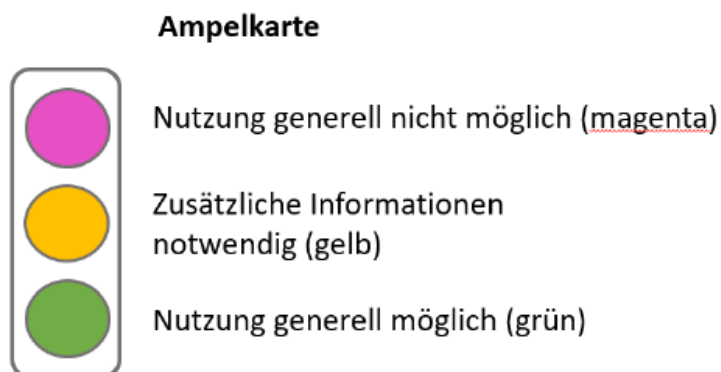 Ampelkarte
Nutzung generell nicht möglich (magenta)
Zusätzliche Informationen
notwendig (gelb)
Nutzung generell möglich (grün)